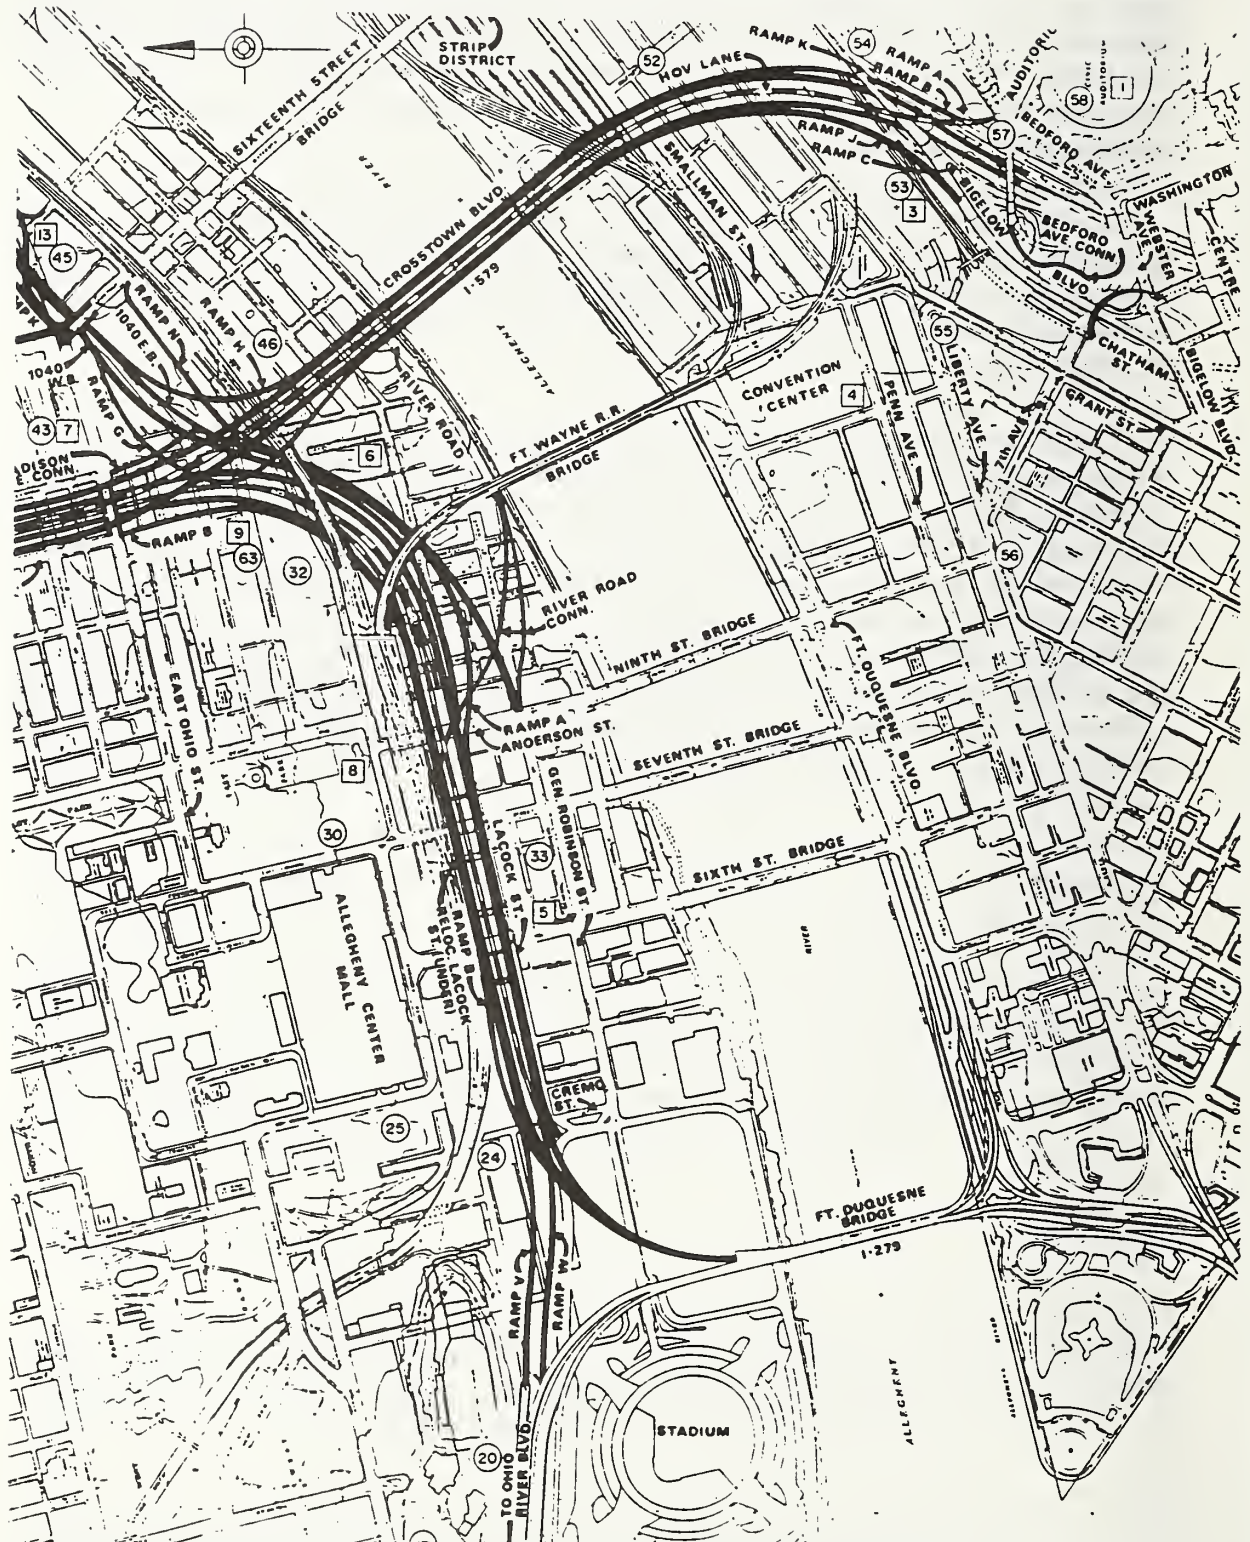 STRIP
DISTRICT
SIXTEENTH STREET
BRIDGE
RIVER
52
HOV LANE
RAMP K
54
RAMP A
RAMP B
58
1
57
BEDFORD AVE.
RAMP J
RAMP C
53
3
BIGELOW
BLVD
BEDFORD
AVE. CONN.
WASHINGTON
WEBSTER
AVE.
CENTRE
SMALLMAN ST.
CROSSTOWN BLVD.
I-579
13
45
RAMP N
1040 E.B.
RAMP H
46
1040
W.B.
RAMP G
43
7
RIVER
ROAD
ALLEGHENY
FT. WAYNE R.R.
BRIDGE
6
CONVENTION
CENTER
4
PENN AVE.
55
LIBERTY AVE.
7th AVE.
GRANT ST.
CHATHAM
ST.
BIGELOW BLVD.
E. CONN.
RAMP B
9
63
32
56
RIVER ROAD
CONN.
NINTH ST. BRIDGE
FT. DUQUESNE BLVD.
EAST OHIO ST.
RAMP A
ANDERSON ST.
SEVENTH ST. BRIDGE
8
30
GEN. ROBINSON ST.
LACOCK ST.
33
5
SIXTH ST. BRIDGE
RAMP B
RELOC. LACOCK
ST. (UNDER)
ALLEGHENY CENTER
MALL
CREMO
ST.
25
24
FT. DUQUESNE
BRIDGE
I-279
RAMP V
RAMP W
STADIUM
20
TO OHIO
RIVER BLVD.
ALLEGHENY